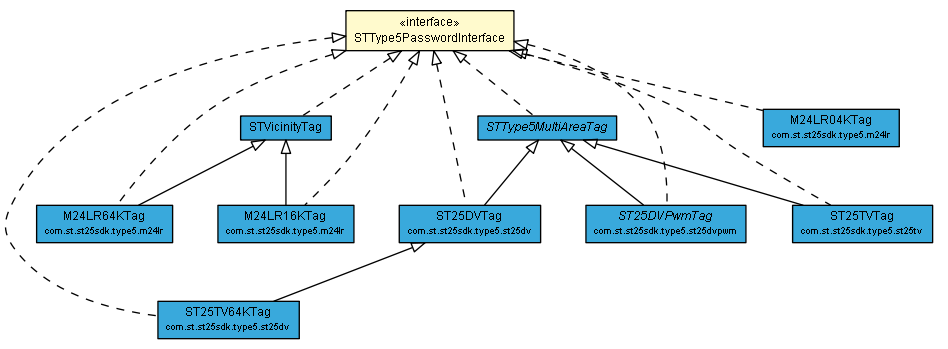 «interface»
STType5PasswordInterface
STVicinityTag
STType5MultiAreaTag
M24LR04KTag
com.st.st25sdk.type5.m24lr
M24LR64KTag
com.st.st25sdk.type5.m24lr
M24LR16KTag
com.st.st25sdk.type5.m24lr
ST25DVTag
com.st.st25sdk.type5.st25dv
ST25DVPwmTag
com.st.st25sdk.type5.st25dvpwm
ST25TVTag
com.st.st25sdk.type5.st25tv
ST25TV64KTag
com.st.st25sdk.type5.st25dv